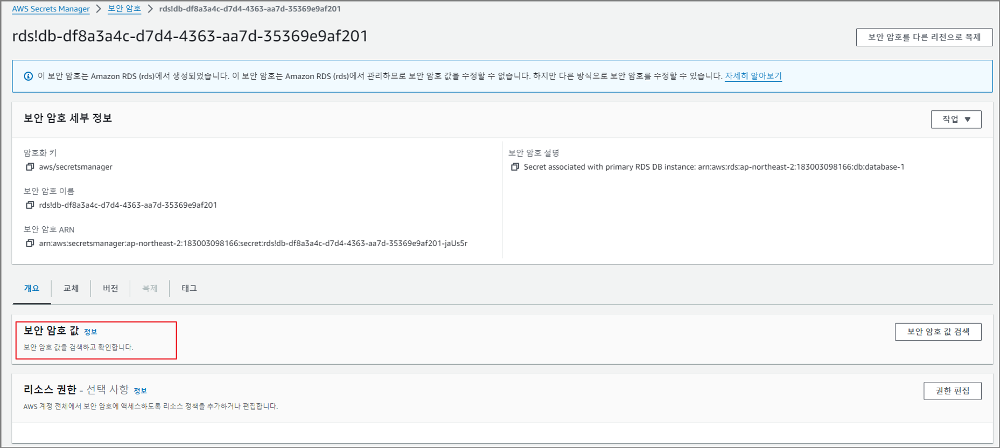 AWS Secrets Manager > 보안 암호 > rds!db-df8a3a4c-d7d4-4363-aa7d-35369e9af201
rds!db-df8a3a4c-d7d4-4363-aa7d-35369e9af201
보안 암호를 다른 리전으로 복제
이 보안 암호는 Amazon RDS (rds)에서 생성되었습니다. 이 보안 암호는 Amazon RDS (rds)에서 관리하므로 보안 암호 값을 수정할 수 없습니다. 하지만 다른 방식으로 보안 암호를 수정할 수 있습니다. 자세히 알아보기
보안 암호 세부 정보
작업 ▼
암호화 키
aws/secretsmanager
보안 암호 이름
rds!db-df8a3a4c-d7d4-4363-aa7d-35369e9af201
보안 암호 ARN
arn:aws:secretsmanager:ap-northeast-2:183003098166:secret:rds!db-df8a3a4c-d7d4-4363-aa7d-35369e9af201-jaUs5r
보안 암호 설명
Secret associated with primary RDS DB instance: arn:aws:rds:ap-northeast-2:183003098166:db:database-1
개요 교체 버전 복제 태그
보안 암호 값 정보
보안 암호 값을 검색하고 확인합니다.
보안 암호 값 검색
리소스 권한 - 선택 사항 정보
AWS 계정 전체에서 보안 암호에 액세스하도록 리소스 정책을 추가하거나 편집합니다.
권한 편집